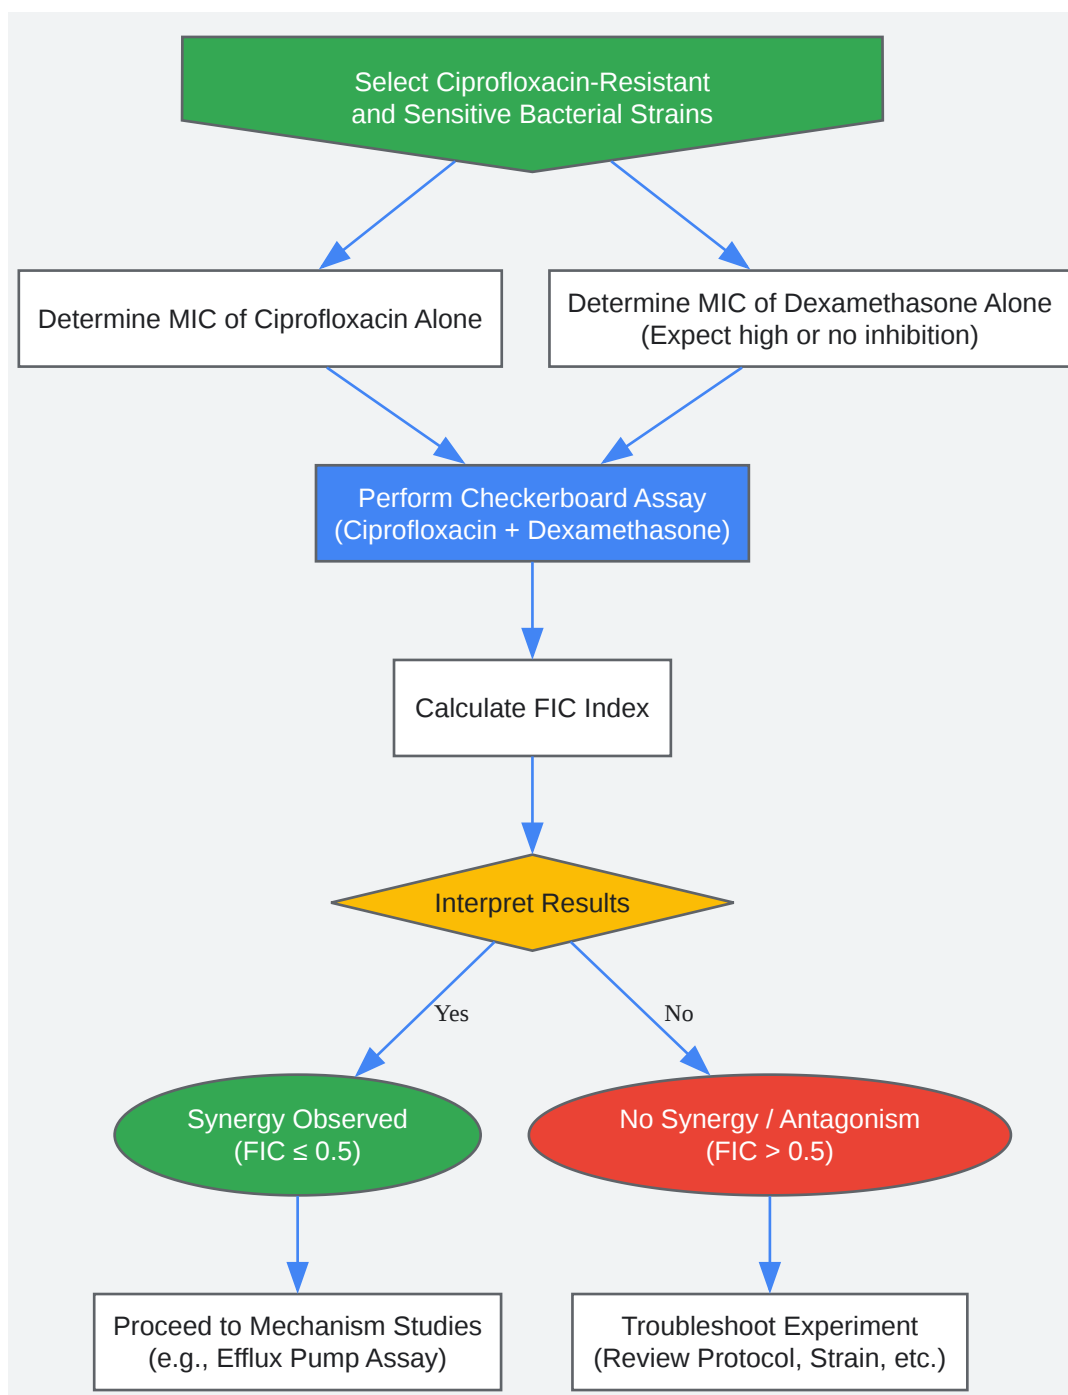 Select Ciprofloxacin-Resistant
and Sensitive Bacterial Strains
Determine MIC of Ciprofloxacin Alone
Determine MIC of Dexamethasone Alone
(Expect high or no inhibition)
Perform Checkerboard Assay
(Ciprofloxacin + Dexamethasone)
Calculate FIC Index
Interpret Results
Yes
No
Synergy Observed
(FIC ≤ 0.5)
No Synergy / Antagonism
(FIC > 0.5)
Proceed to Mechanism Studies
(e.g., Efflux Pump Assay)
Troubleshoot Experiment
(Review Protocol, Strain, etc.)